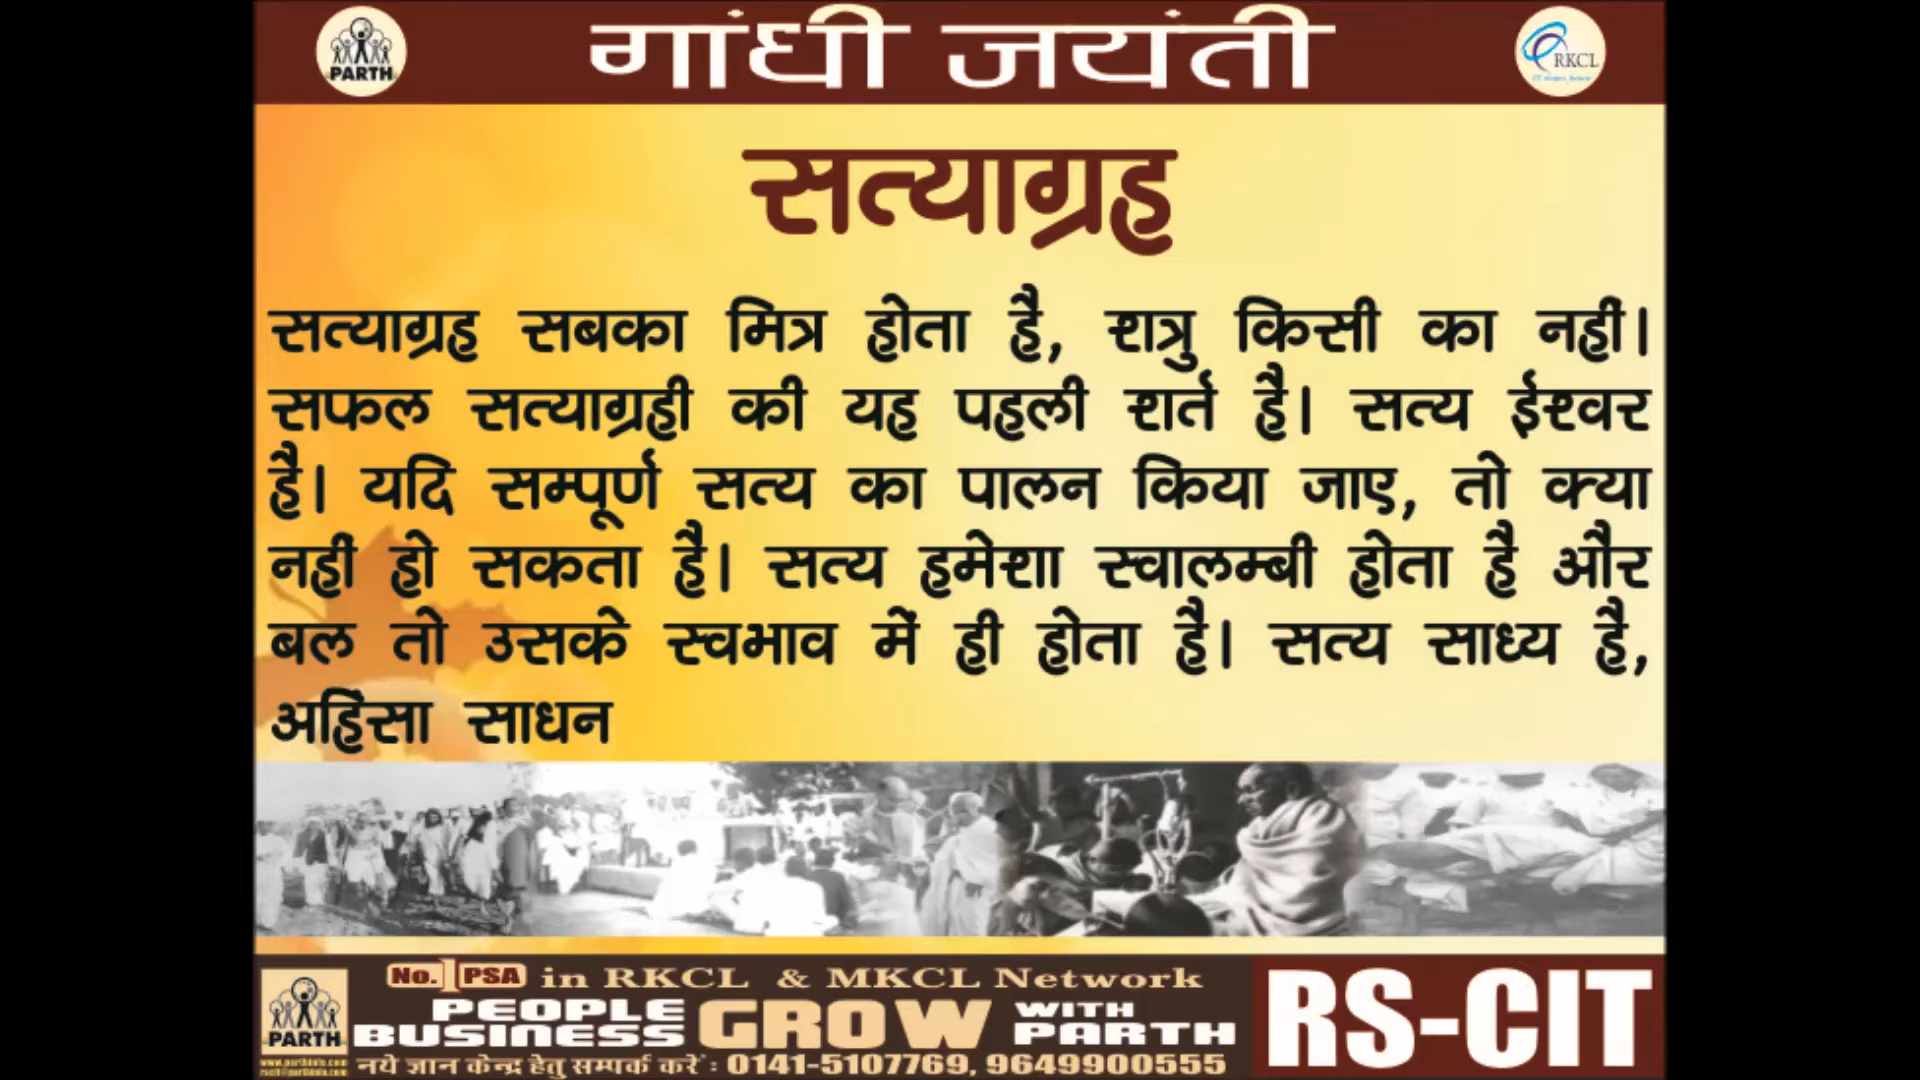 PARTH
गांधी जयंती
RKCL
सत्याग्रह
सत्याग्रह सबका मित्र होता है, शत्रु किसी का नहीं।
सफल सत्याग्रही की यह पहली शर्त है। सत्य ईश्वर
है। यदि सम्पूर्ण सत्य का पालन किया जाए, तो क्या
नहीं हो सकता है। सत्य हमेशा स्वालम्बी होता है और
बल तो उसके स्वभाव में ही होता है। सत्य साध्य है,
अहिंसा साधन
No.1 PSA in RKCL & MKCL Network
PEOPLE BUSINESS GROW WITH PARTH
नये ज्ञान केन्द्र हेतु सम्पर्क करें : 0141-5107769, 9649900555
PARTH
RS-CIT